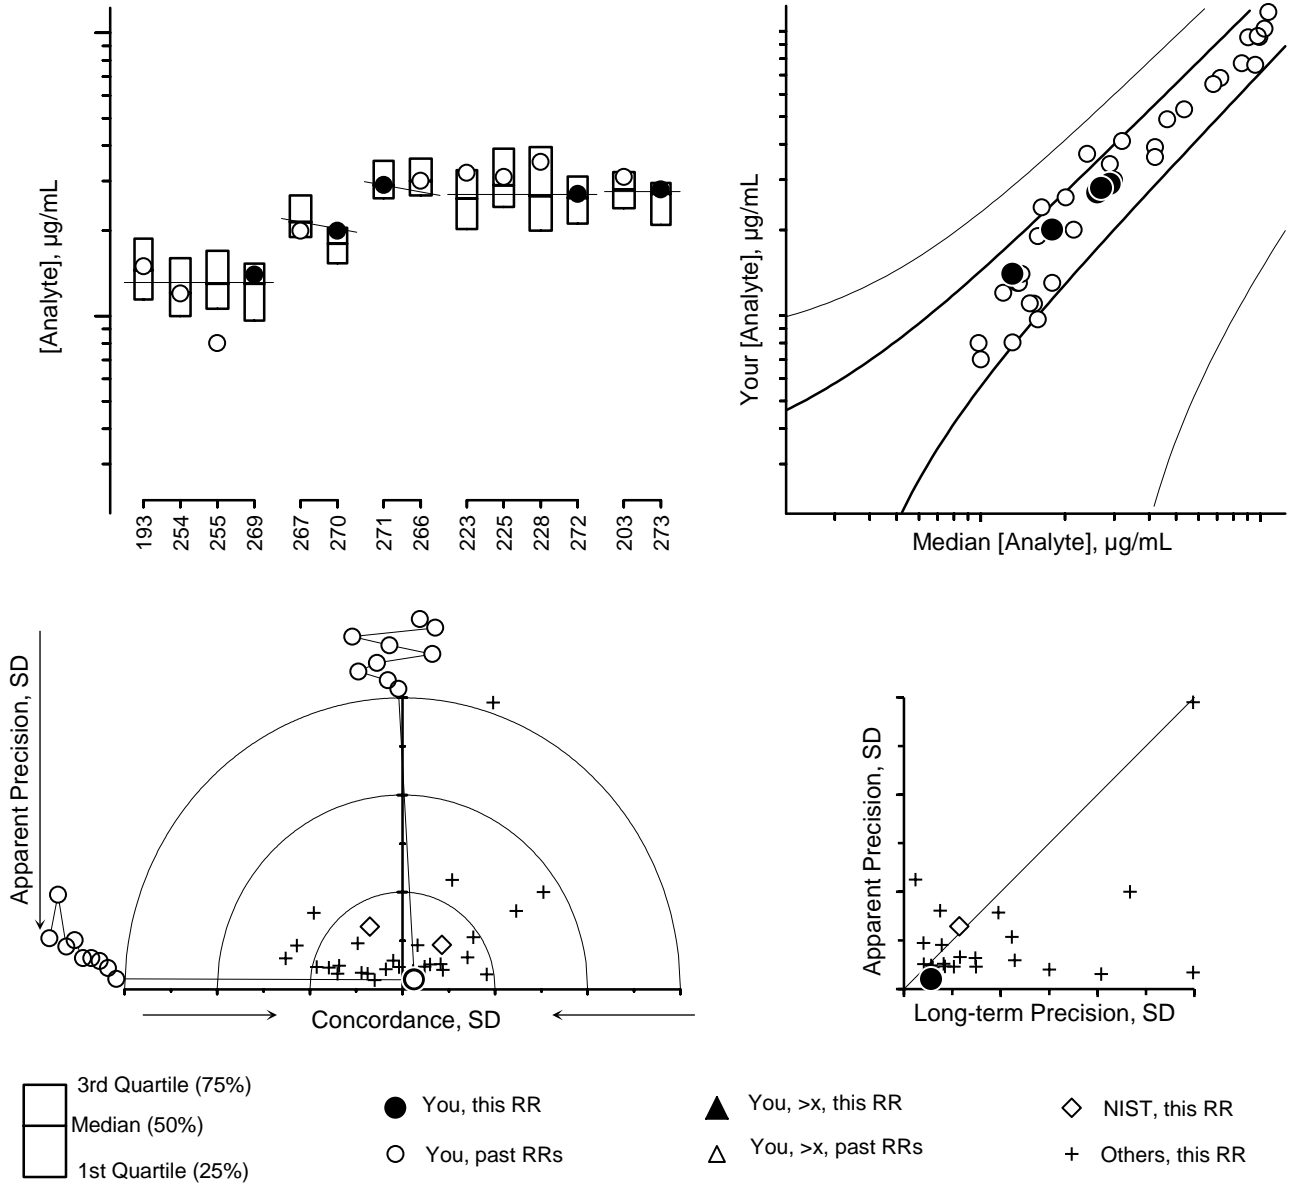 [Analyte], µg/mL
193
254
255
269
267
270
271
266
223
225
228
272
203
273
Your [Analyte], µg/mL
Median [Analyte], µg/mL
Apparent Precision, SD
Concordance, SD
Apparent Precision, SD
Long-term Precision, SD
3rd Quartile (75%)
Median (50%)
1st Quartile (25%)
You, this RR
You, past RRs
You, >x, this RR
You, >x, past RRs
NIST, this RR
Others, this RR